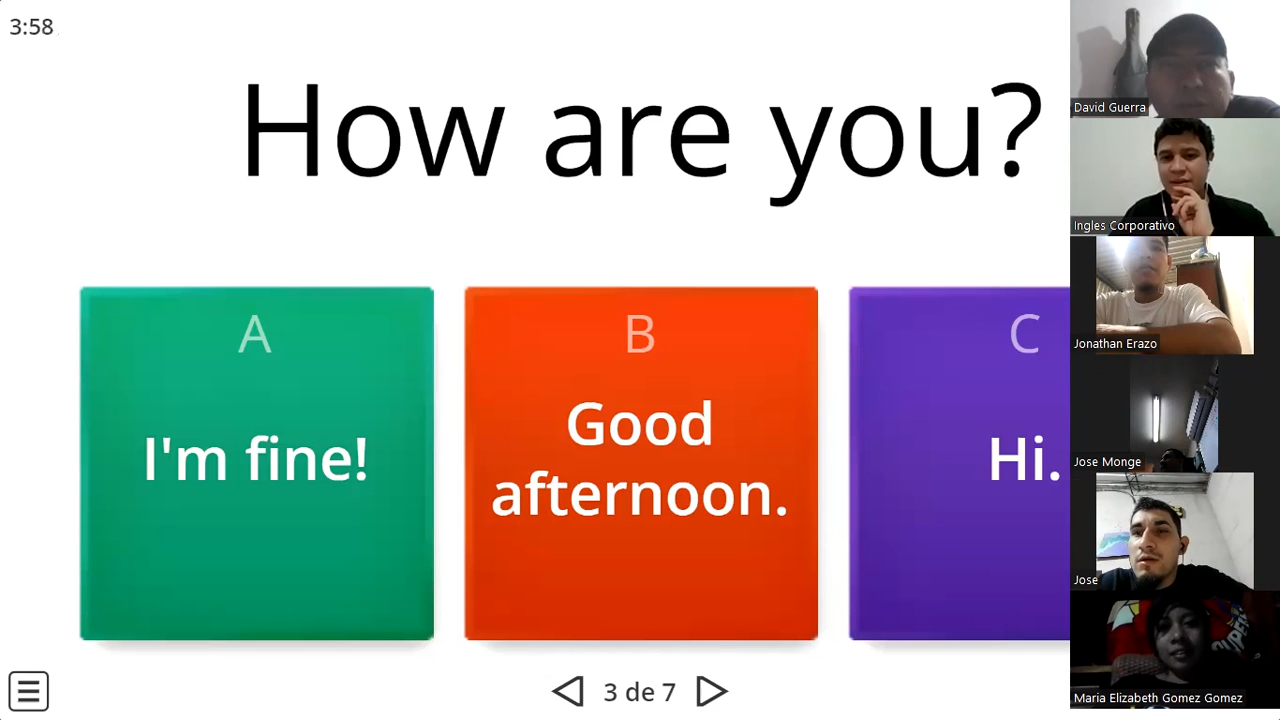 3:58
How are you?
A
I'm fine!
B
Good
afternoon.
C
Hi.
3 de 7
David Guerra
Ingles Corporativo
Jonathan Erazo
Jose Monge
Jose
Maria Elizabeth Gomez Gomez